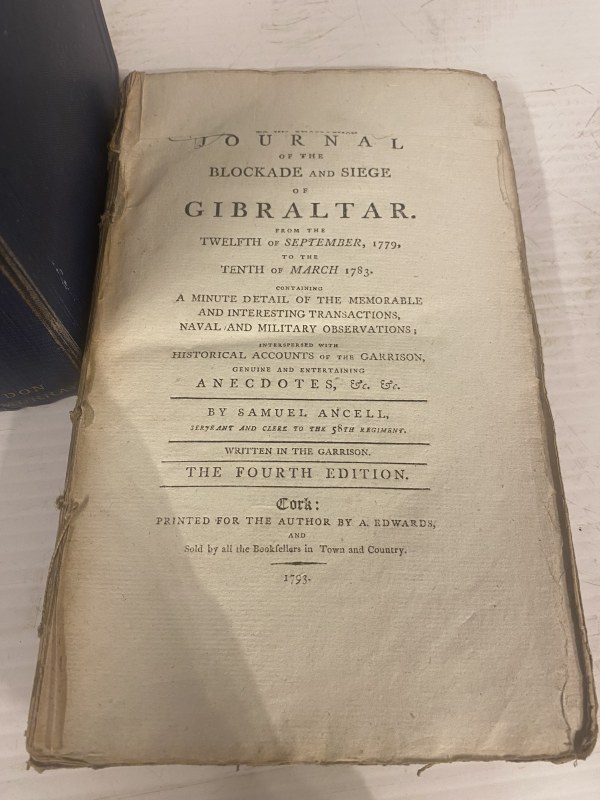 JOURNAL
OF THE
BLOCKADE AND SIEGE
OF
GIBRALTAR.
FROM THE
TWELFTH OF SEPTEMBER, 1779,
TO THE
TENTH OF MARCH 1783.
CONTAINING
A MINUTE DETAIL OF THE MEMORABLE
AND INTERESTING TRANSACTIONS,
NAVAL AND MILITARY OBSERVATIONS;
INTERSPERSED WITH
HISTORICAL ACCOUNTS OF THE GARRISON,
GENUINE AND ENTERTAINING
ANECDOTES, &c. &c.
BY SAMUEL ANCELL,
SERJEANT AND CLERK TO THE 58TH REGIMENT.
WRITTEN IN THE GARRISON.
THE FOURTH EDITION.
Cork:
PRINTED FOR THE AUTHOR BY A. EDWARDS,
AND
Sold by all the Bookſellers in Town and Country.
1793.
DON